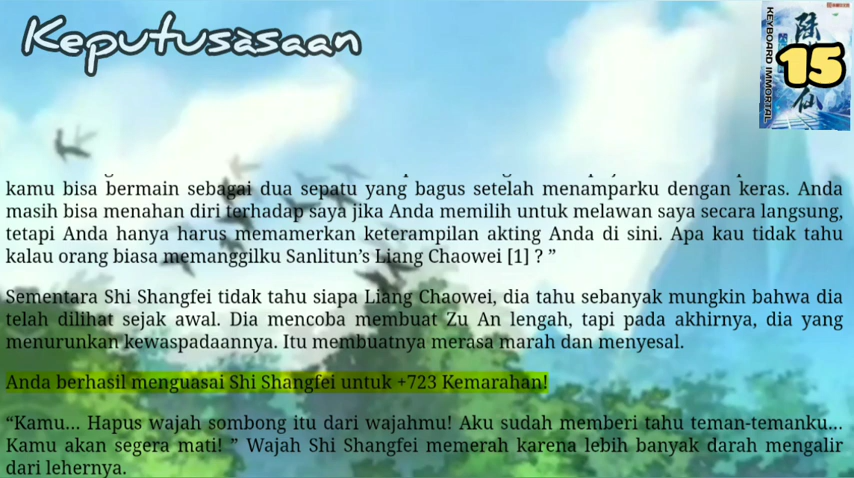 Keputusàsaan
KEYBOARD IMMORTAL
15
kamu bisa bermain sebagai dua sepatu yang bagus setelah menamparku dengan keras. Anda
masih bisa menahan diri terhadap saya jika Anda memilih untuk melawan saya secara langsung,
tetapi Anda hanya harus memamerkan keterampilan akting Anda di sini. Apa kau tidak tahu
kalau orang biasa memanggilku Sanlitun’s Liang Chaowei [1] ? ”
Sementara Shi Shangfei tidak tahu siapa Liang Chaowei, dia tahu sebanyak mungkin bahwa dia
telah dilihat sejak awal. Dia mencoba membuat Zu An lengah, tapi pada akhirnya, dia yang
menurunkan kewaspadaannya. Itu membuatnya merasa marah dan menyesal.
Anda berhasil menguasai Shi Shangfei untuk +723 Kemarahan!
“Kamu… Hapus wajah sombong itu dari wajahmu! Aku sudah memberi tahu teman-temanku…
Kamu akan segera mati! ” Wajah Shi Shangfei memerah karena lebih banyak darah mengalir
dari lehernya.